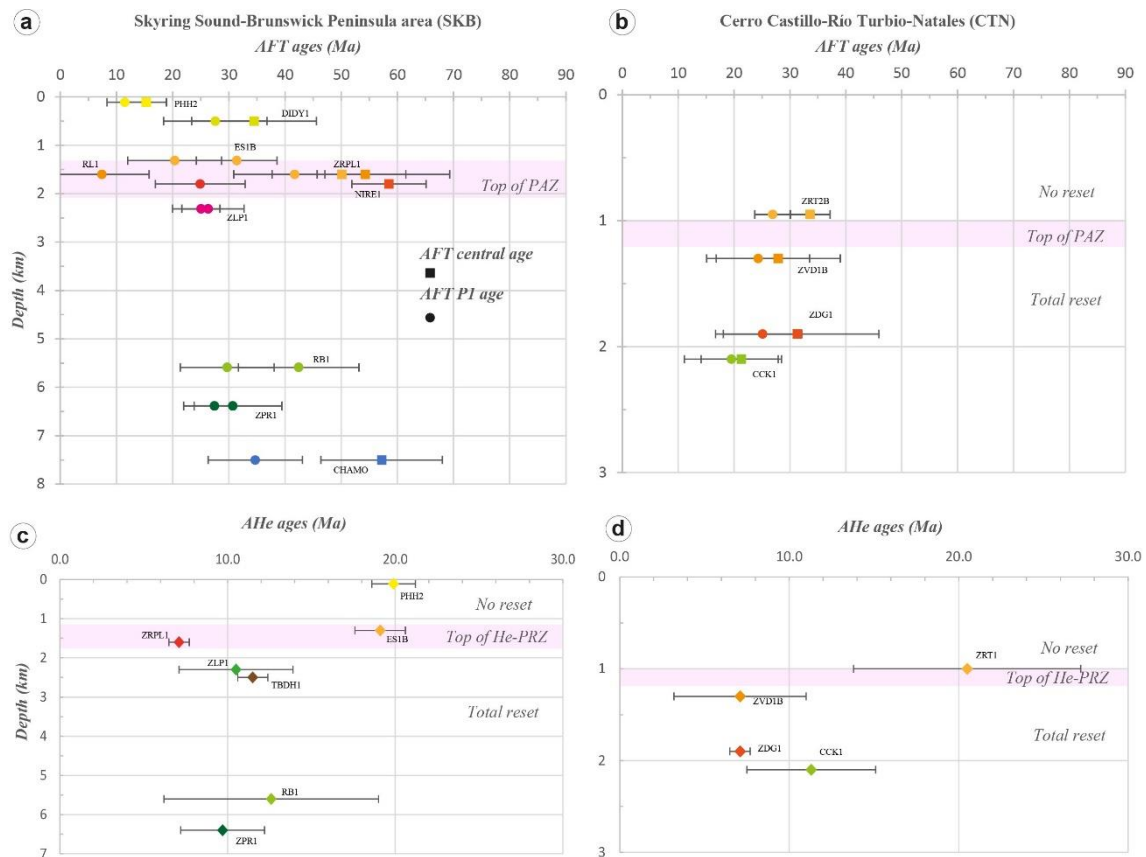 a
Skyring Sound-Brunswick Peninsula area (SKB)
AFT ages (Ma)
0 10 20 30 40 50 60 70 80 90
0
1
2
3
4
5
6
7
8
Depth (km)
PHH2
DIDY1
ES1B
RL1
ZRPL1
Top of PAZ
NIRE1
ZLP1
AFT central age
AFT P1 age
RB1
ZPR1
CHAMO
b
Cerro Castillo-Río Turbio-Natales (CTN)
AFT ages (Ma)
0 10 20 30 40 50 60 70 80 90
0
1
2
3
No reset
ZRT2B
Top of PAZ
ZVD1B
Total reset
ZDG1
CCK1
c
AHe ages (Ma)
0.0 10.0 20.0 30.0
0
1
2
3
4
5
6
7
Depth (km)
PHH2
No reset
ZRPL1
Top of He-PRZ
ES1B
ZLP1
TBDH1
Total reset
RB1
ZPR1
d
AHe ages (Ma)
0.0 10.0 20.0 30.0
0
1
2
3
No reset
ZRT1
Top of He-PRZ
ZVD1B
Total reset
ZDG1
CCK1